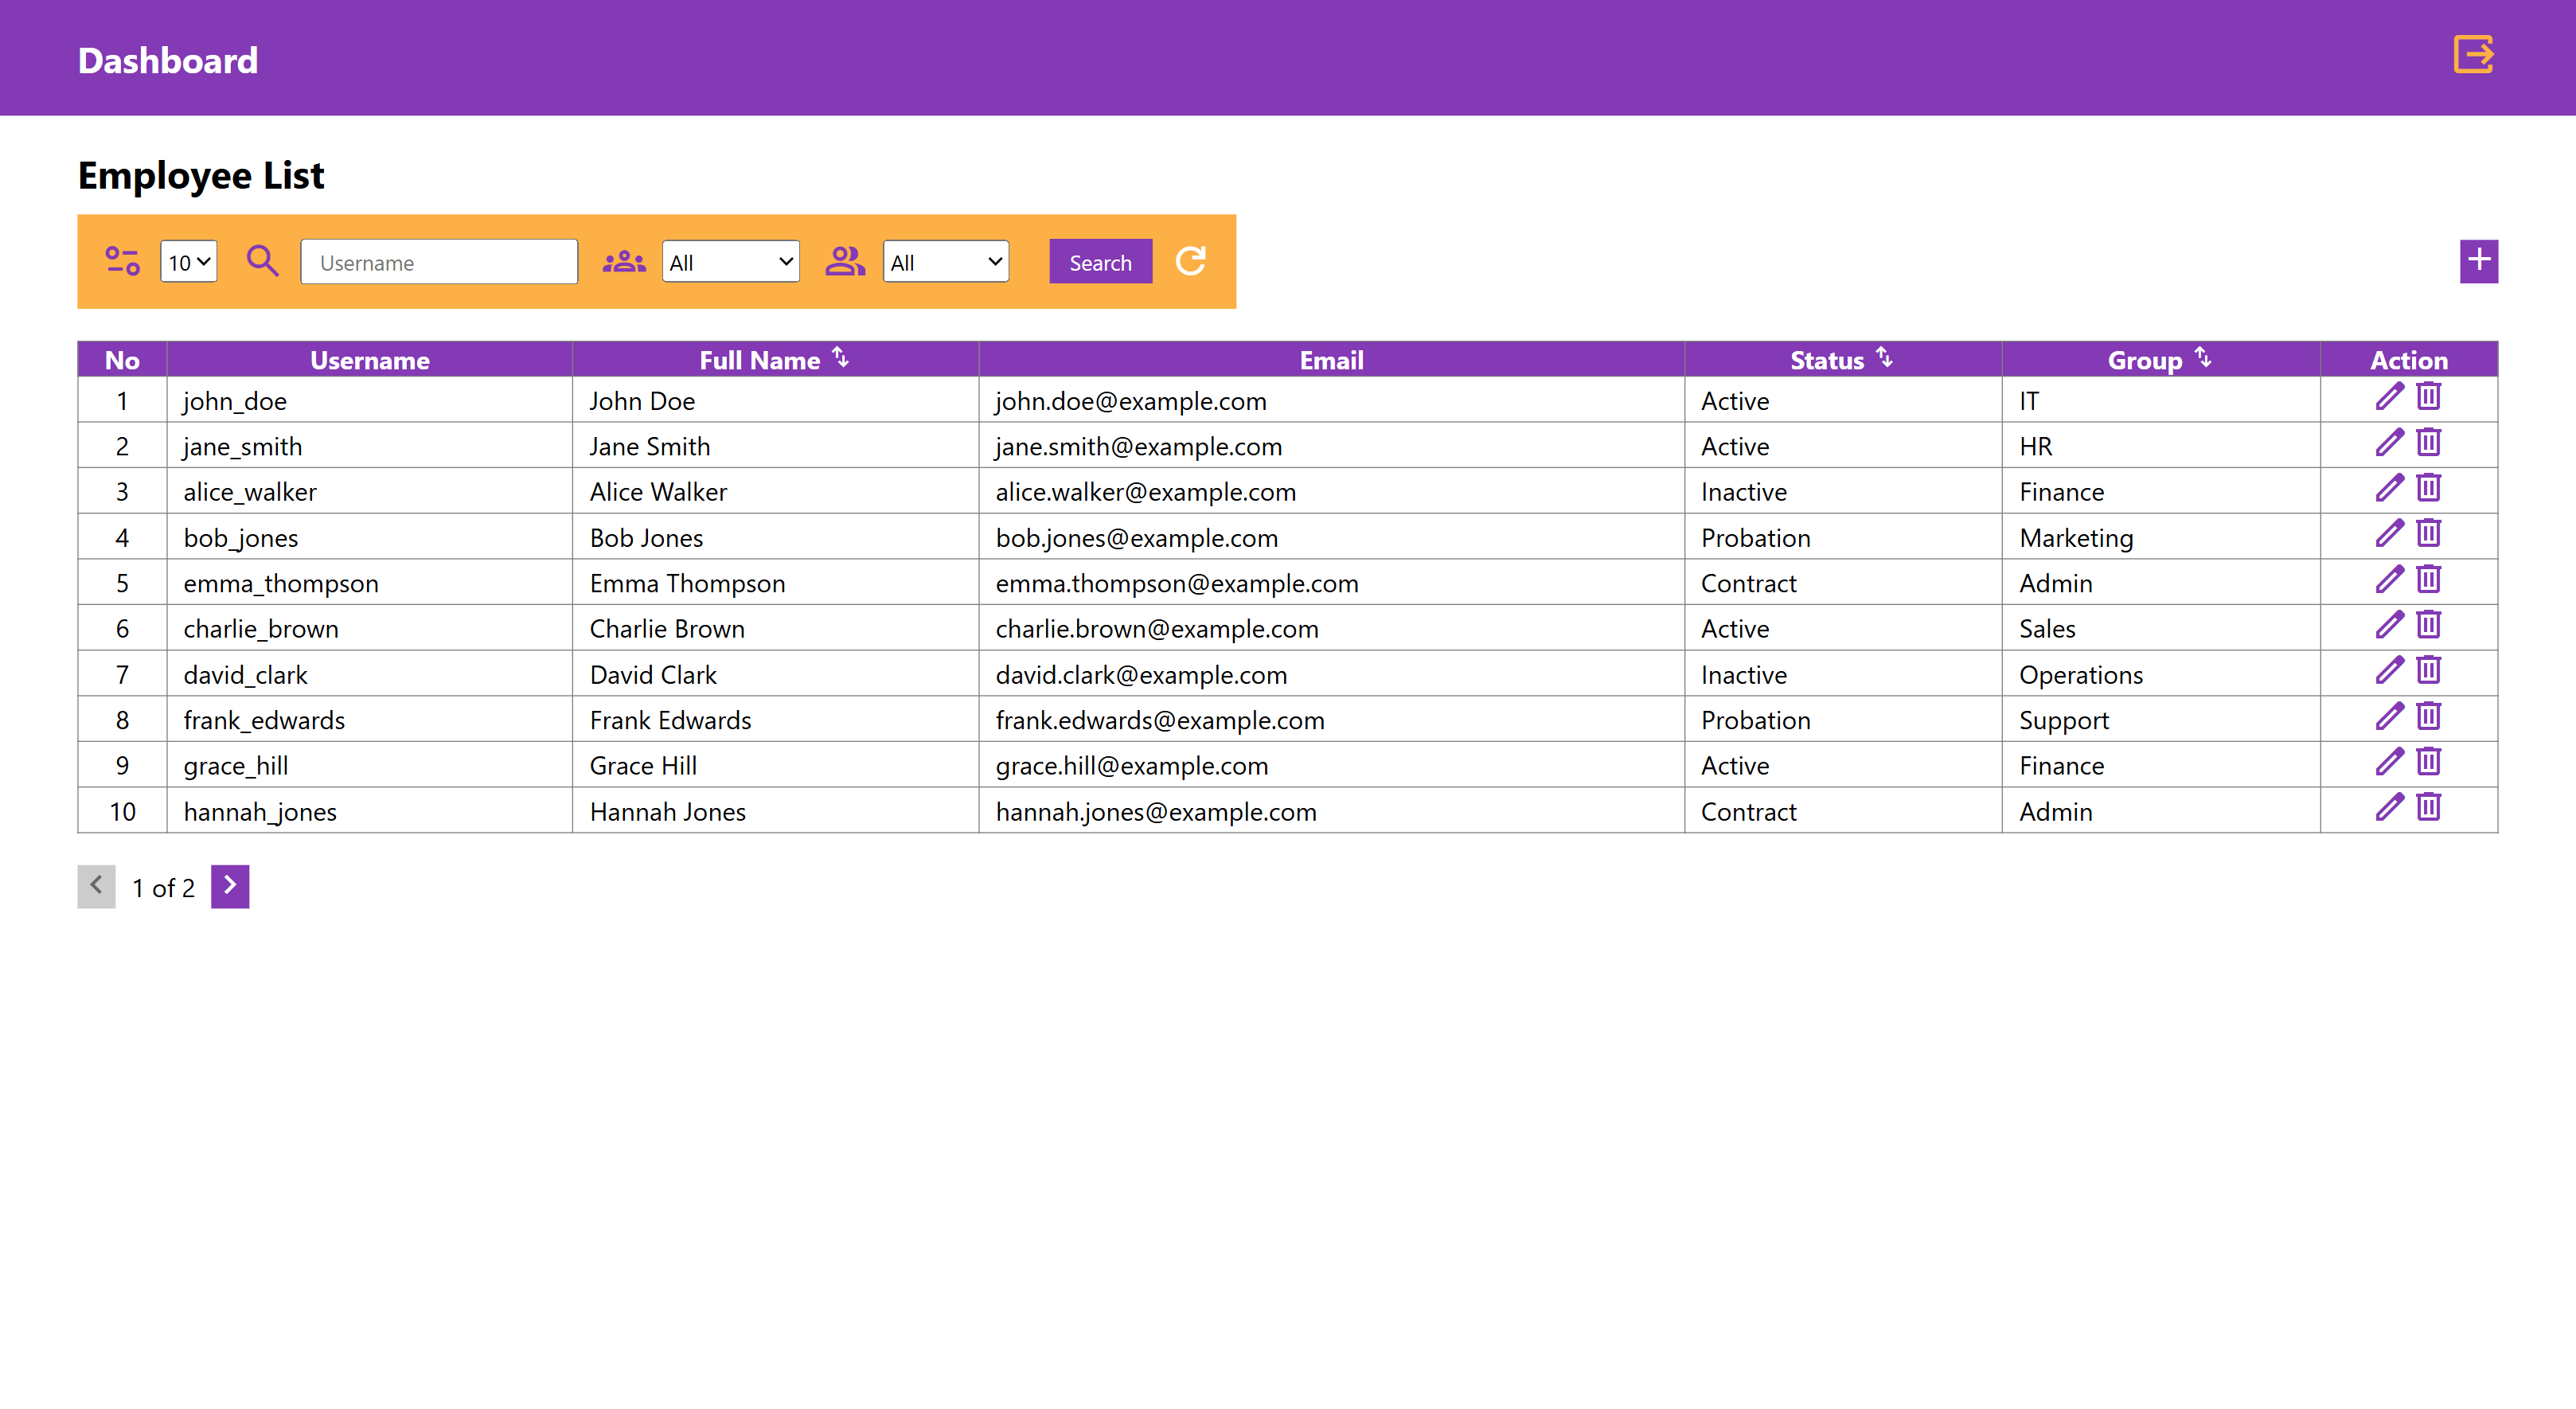 Dashboard
Employee List
10 Username All All Search
No Username Full Name Email Status Group Action
1 john_doe John Doe john.doe@example.com Active IT
2 jane_smith Jane Smith jane.smith@example.com Active HR
3 alice_walker Alice Walker alice.walker@example.com Inactive Finance
4 bob_jones Bob Jones bob.jones@example.com Probation Marketing
5 emma_thompson Emma Thompson emma.thompson@example.com Contract Admin
6 charlie_brown Charlie Brown charlie.brown@example.com Active Sales
7 david_clark David Clark david.clark@example.com Inactive Operations
8 frank_edwards Frank Edwards frank.edwards@example.com Probation Support
9 grace_hill Grace Hill grace.hill@example.com Active Finance
10 hannah_jones Hannah Jones hannah.jones@example.com Contract Admin
1 of 2